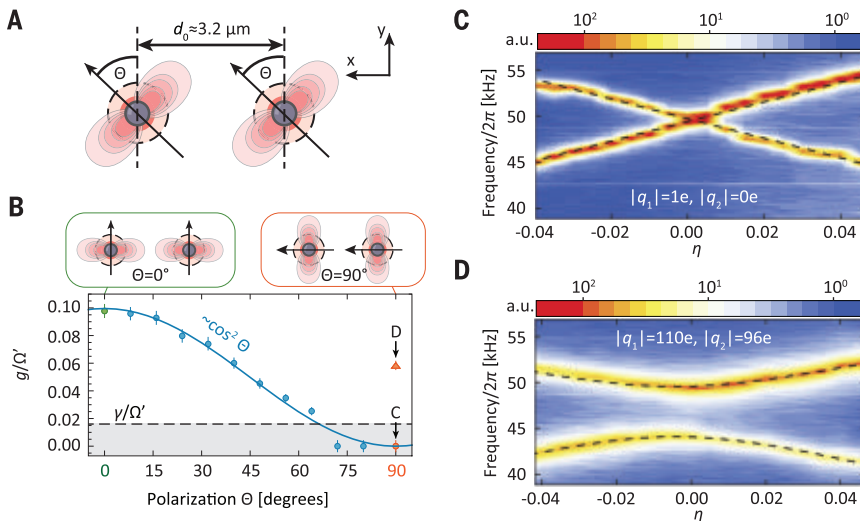 A
d₀≈3.2 μm
Θ
Θ
y
x
B
Θ=0°
Θ=90°
g/Ω′
0.10
0.08
0.06
0.04
0.02
0.00
~cos² Θ
γ/Ω′
D
C
0
15
30
45
60
75
90
Polarization Θ [degrees]
C
a.u.
10²
10¹
10⁰
Frequency/2π [kHz]
55
50
45
40
|q₁|=1e, |q₂|=0e
-0.04
-0.02
0.00
0.02
0.04
η
D
a.u.
10²
10¹
10⁰
Frequency/2π [kHz]
55
50
45
40
|q₁|=110e, |q₂|=96e
-0.04
-0.02
0.00
0.02
0.04
η